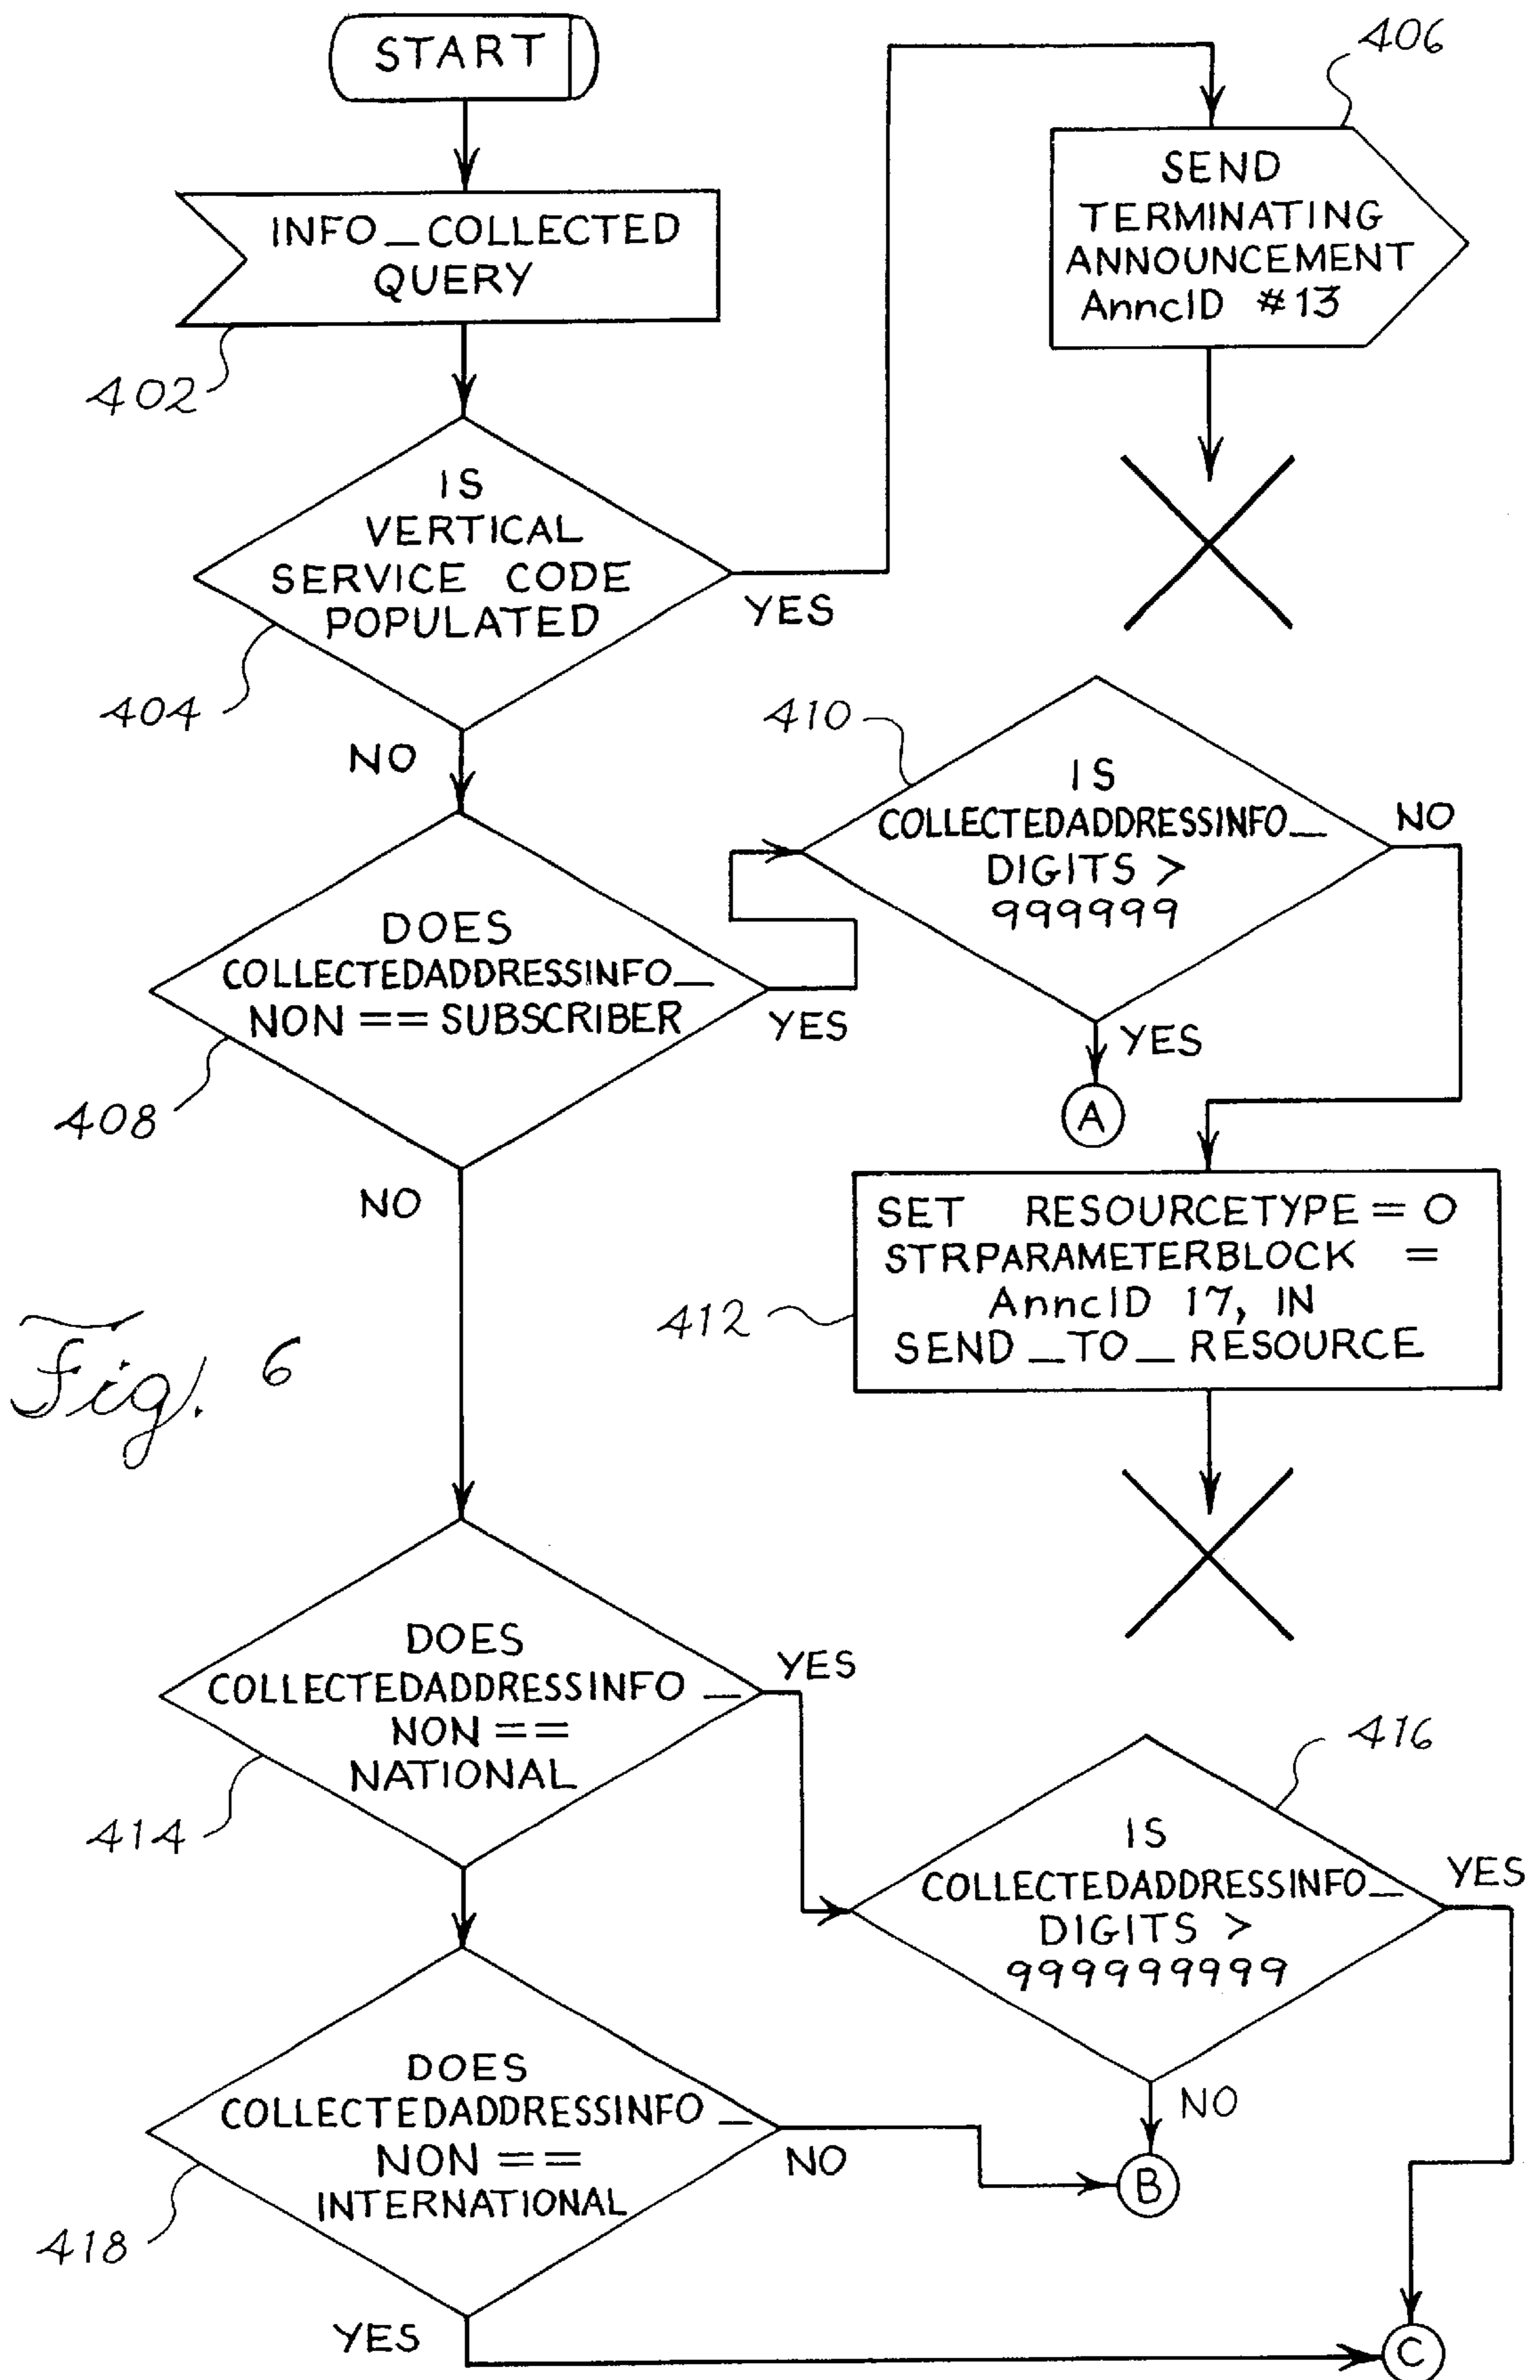 START
406
SEND
TERMINATING
ANNOUNCEMENT
AnncID #13
INFO_COLLECTED
QUERY
402
IS
VERTICAL
SERVICE CODE
POPULATED
YES
404
NO
410
IS
COLLECTEDADDRESSINFO_
DIGITS >
999999
NO
YES
A
DOES
COLLECTEDADDRESSINFO_
NON == SUBSCRIBER
YES
408
NO
SET RESOURCETYPE = 0
STRPARAMETERBLOCK =
AnncID 17, IN
SEND_TO_RESOURCE
412
Fig. 6
DOES
COLLECTEDADDRESSINFO_
NON ==
NATIONAL
YES
414
416
IS
COLLECTEDADDRESSINFO_
DIGITS >
999999999
YES
NO
DOES
COLLECTEDADDRESSINFO_
NON ==
INTERNATIONAL
NO
B
418
YES
C